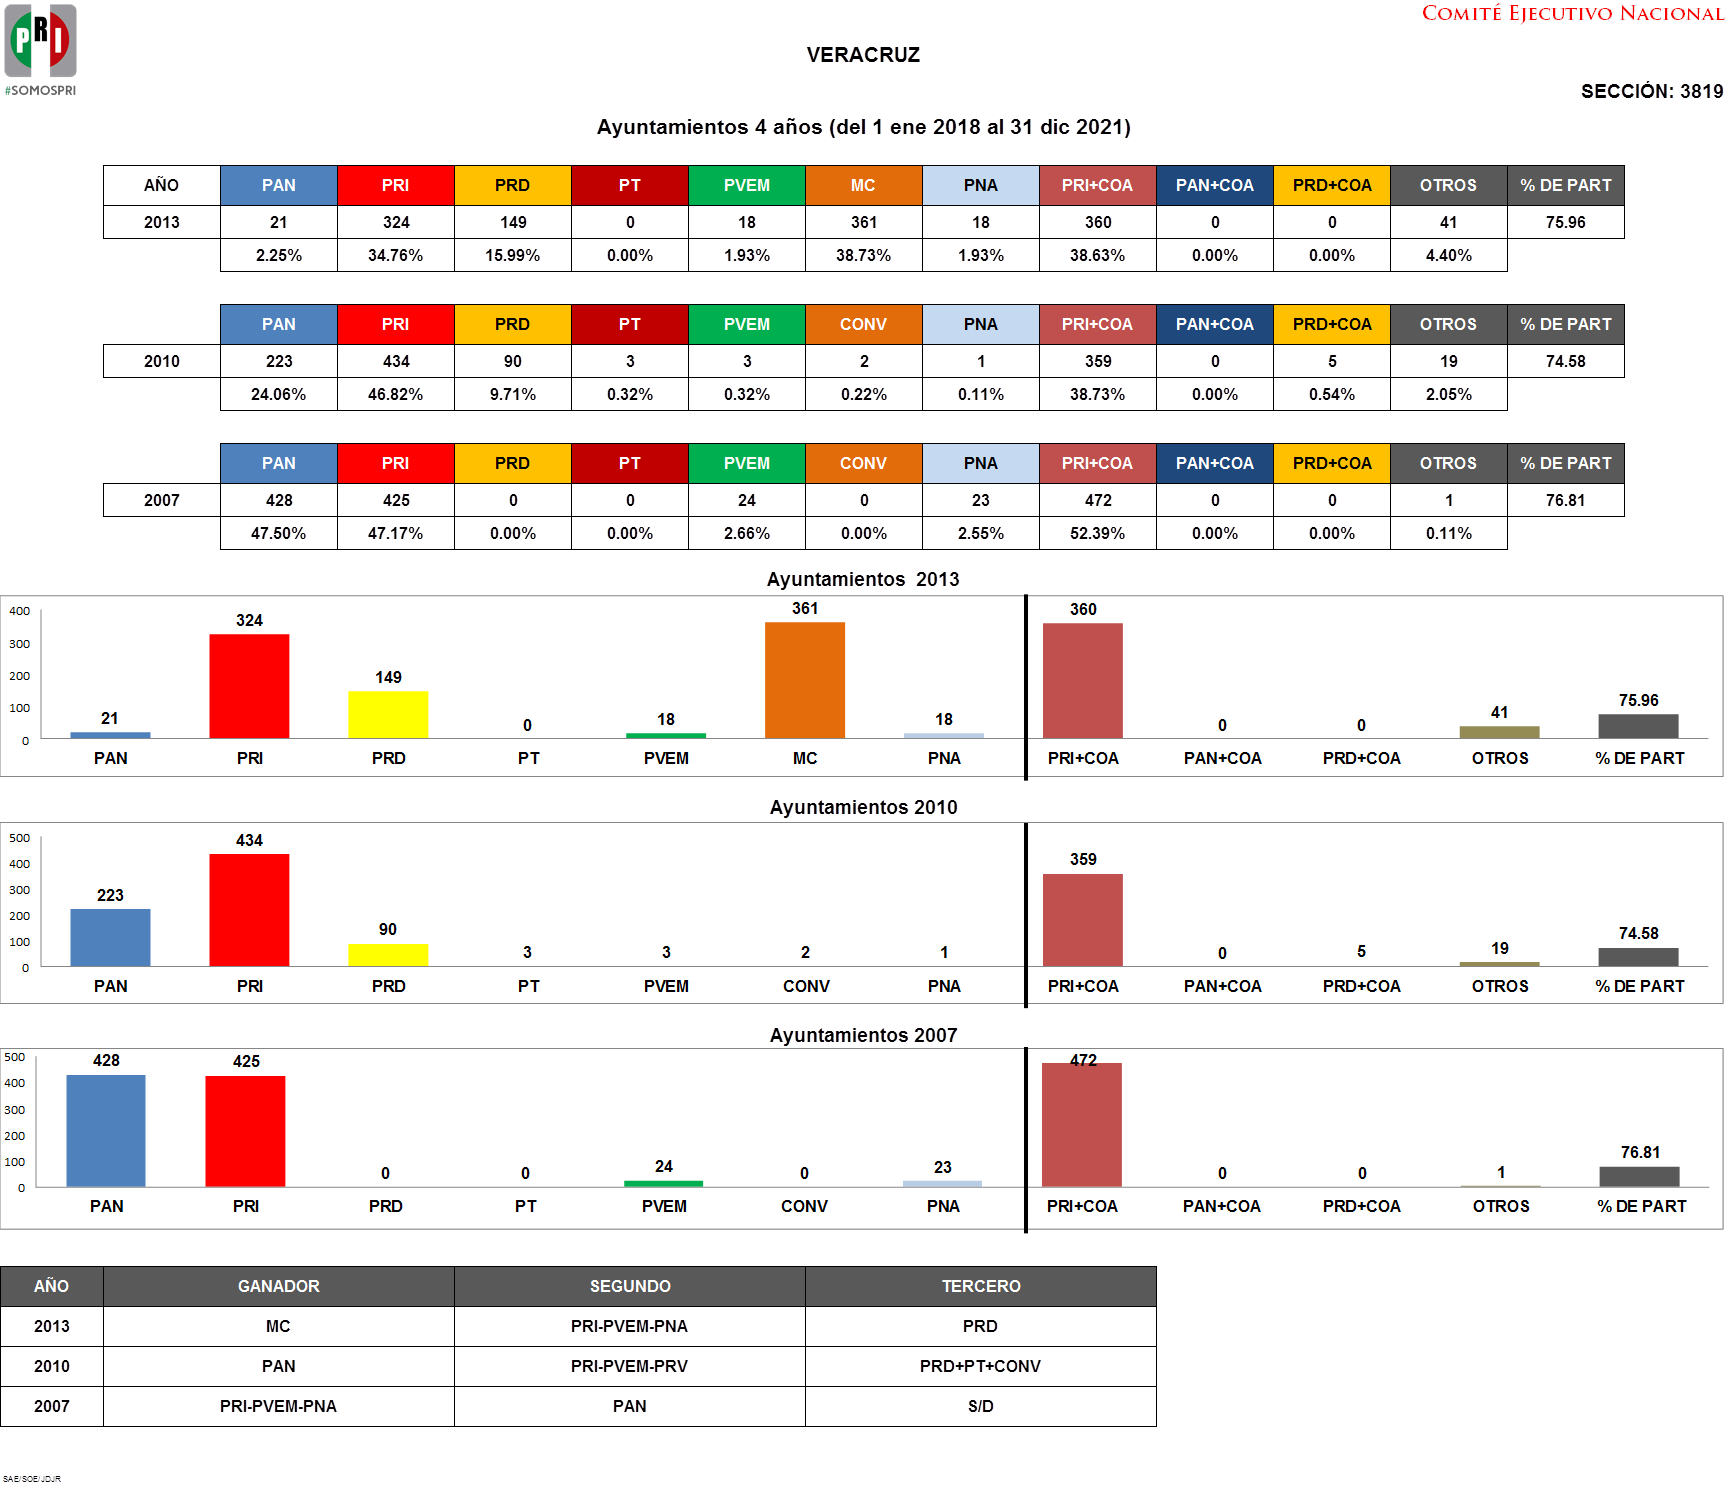 COMITÉ EJECUTIVO NACIONAL
PRI
#SOMOSPRI
VERACRUZ
SECCIÓN: 3819
Ayuntamientos 4 años (del 1 ene 2018 al 31 dic 2021)
AÑO PAN PRI PRD PT PVEM MC PNA PRI+COA PAN+COA PRD+COA OTROS % DE PART
2013 21 324 149 0 18 361 18 360 0 0 41 75.96
2.25% 34.76% 15.99% 0.00% 1.93% 38.73% 1.93% 38.63% 0.00% 0.00% 4.40%
PAN PRI PRD PT PVEM CONV PNA PRI+COA PAN+COA PRD+COA OTROS % DE PART
2010 223 434 90 3 3 2 1 359 0 5 19 74.58
24.06% 46.82% 9.71% 0.32% 0.32% 0.22% 0.11% 38.73% 0.00% 0.54% 2.05%
PAN PRI PRD PT PVEM CONV PNA PRI+COA PAN+COA PRD+COA OTROS % DE PART
2007 428 425 0 0 24 0 23 472 0 0 1 76.81
47.50% 47.17% 0.00% 0.00% 2.66% 0.00% 2.55% 52.39% 0.00% 0.00% 0.11%
Ayuntamientos 2013
400
300
200
100
0
21 324 149 0 18 361 18 360 0 0 41 75.96
PAN PRI PRD PT PVEM MC PNA PRI+COA PAN+COA PRD+COA OTROS % DE PART
Ayuntamientos 2010
500
400
300
200
100
0
223 434 90 3 3 2 1 359 0 5 19 74.58
PAN PRI PRD PT PVEM CONV PNA PRI+COA PAN+COA PRD+COA OTROS % DE PART
Ayuntamientos 2007
500
400
300
200
100
0
428 425 0 0 24 0 23 472 0 0 1 76.81
PAN PRI PRD PT PVEM CONV PNA PRI+COA PAN+COA PRD+COA OTROS % DE PART
AÑO GANADOR SEGUNDO TERCERO
2013 MC PRI-PVEM-PNA PRD
2010 PAN PRI-PVEM-PRV PRD+PT+CONV
2007 PRI-PVEM-PNA PAN S/D
SAE/SOE/JDJR